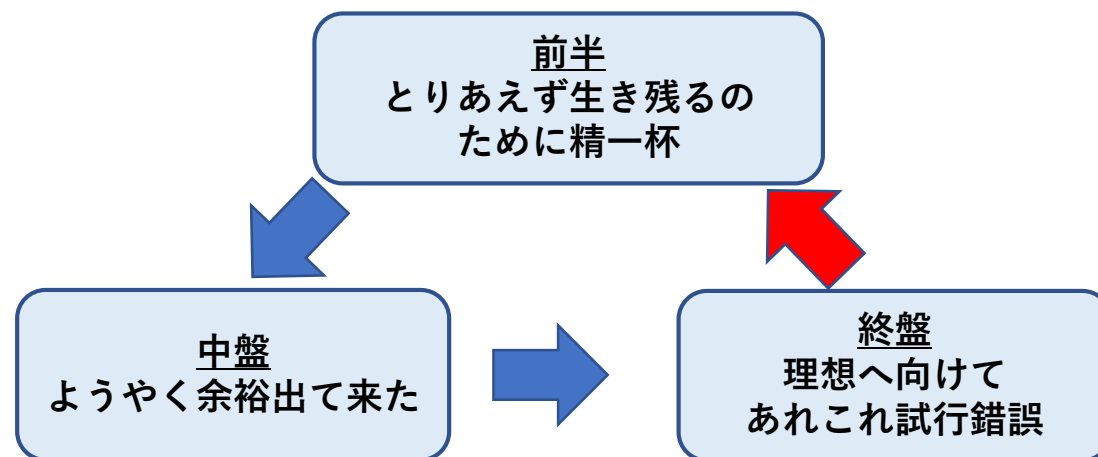 前半
とりあえず生き残るの
ために精一杯
中盤
ようやく余裕出て来た
終盤
理想へ向けて
あれこれ試行錯誤